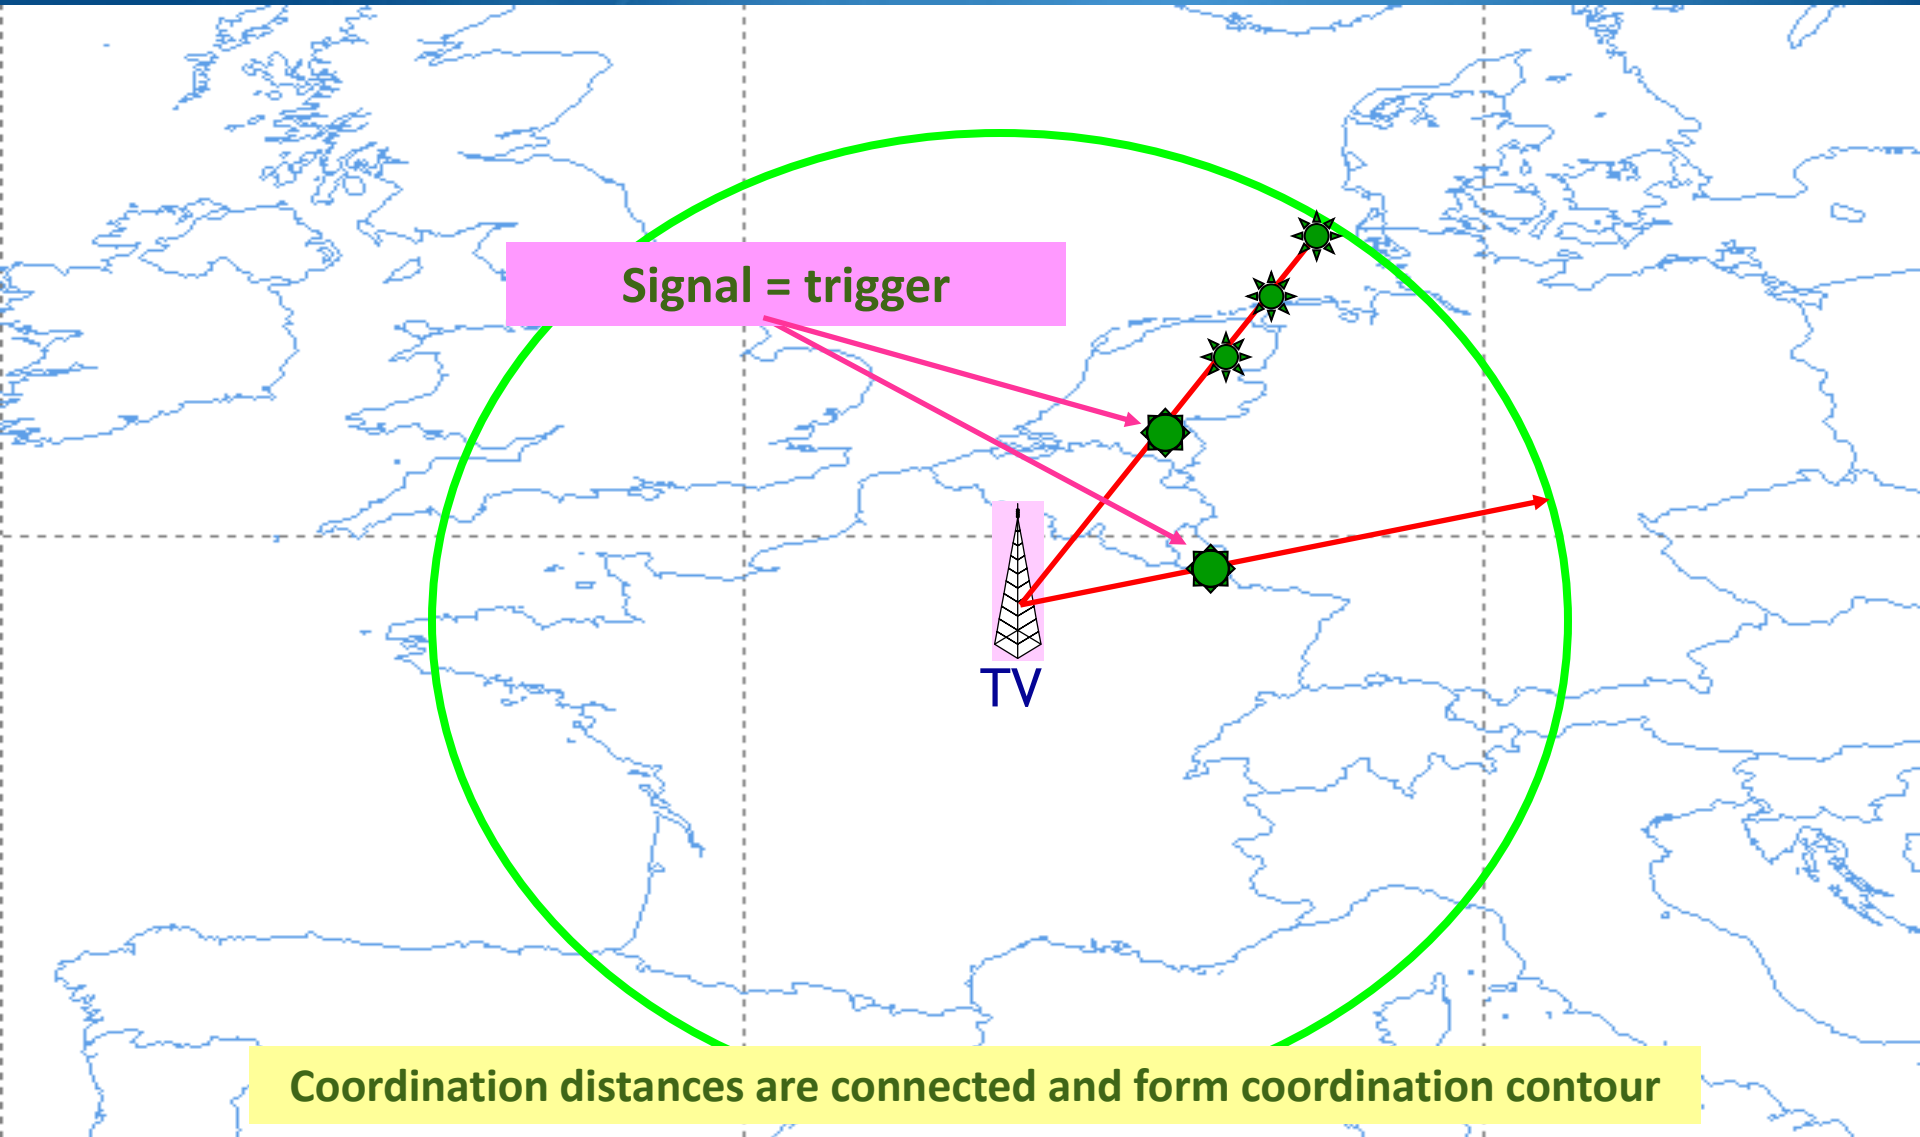 Signal = trigger
TV
Coordination distances are connected and form coordination contour